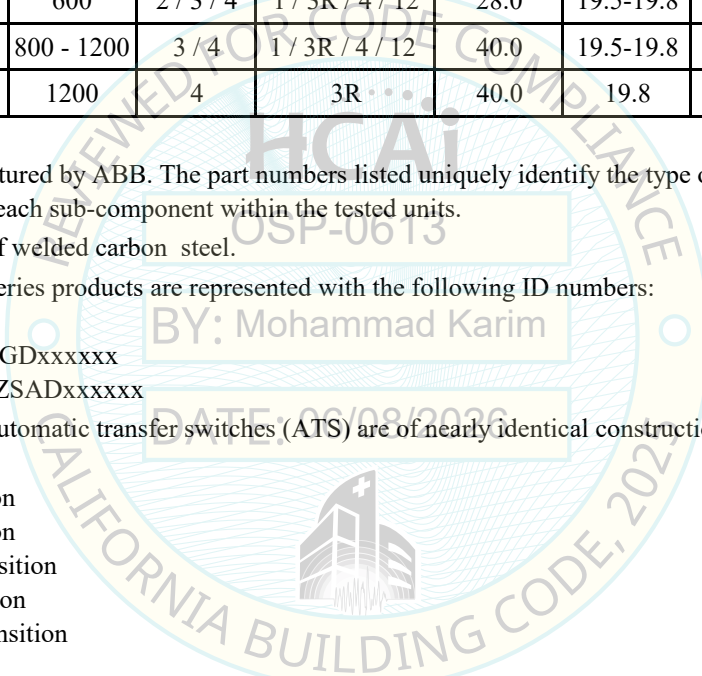 600 2 / 3 / 4 1 / 3R / 4 / 12 28.0 19.5-19.8
800 - 1200 3 / 4 1 / 3R / 4 / 12 40.0 19.5-19.8
1200 4 3R 40.0 19.8
REVIEWED FOR CODE COMPLIANCE
HCAi
tured by ABB. The part numbers listed uniquely identify the type o
each sub-component within the tested units.
OSP-0613
f welded carbon steel.
eries products are represented with the following ID numbers:
BY: Mohammad Karim
GDxxxxxx
ZSADxxxxxx
DATE: 06/08/2026
utomatic transfer switches (ATS) are of nearly identical constructi
on
on
sition
on
nsition
CALIFORNIA BUILDING CODE, 2025